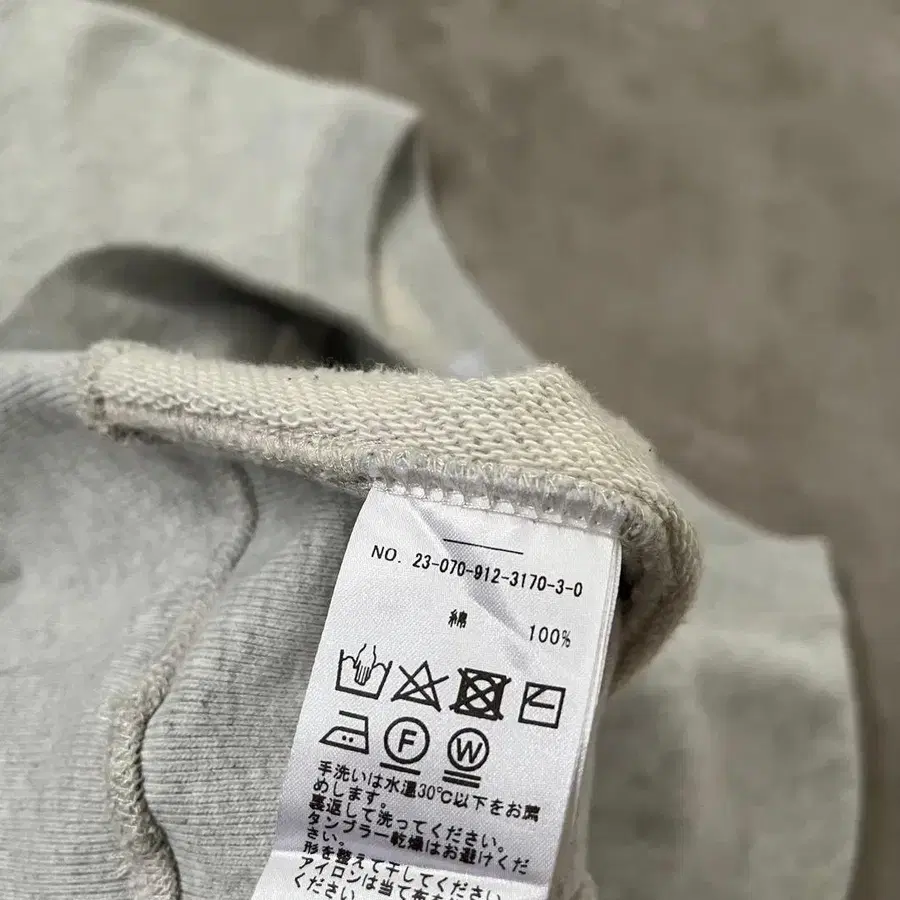 NO. 23-070-912-3170-3-0
綿 100%
F W
手洗いは水温30℃以下をお薦
めします。
裏返して洗ってください。
タンブラー乾燥はお避けくだ
さい。
形を整えて干してください。
アイロンは当て布を
ください。